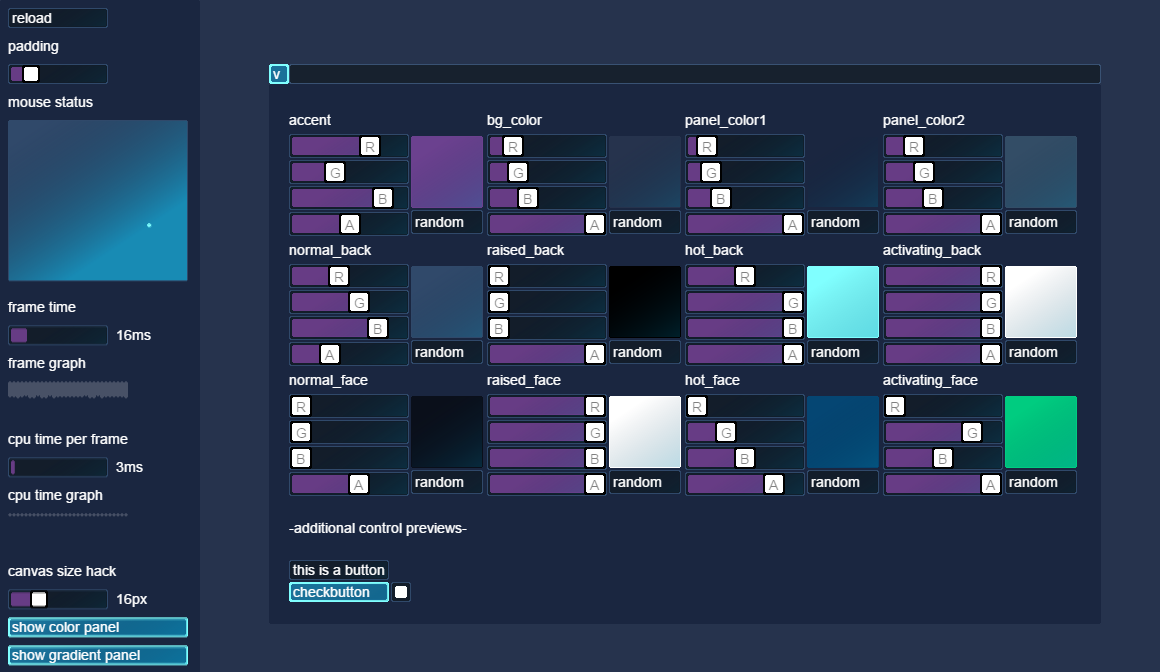 reload
padding
mouse status
frame time
16ms
frame graph
cpu time per frame
3ms
cpu time graph
canvas size hack
16px
show color panel
show gradient panel
v
accent bg_color panel_color1 panel_color2
R R R R
G G G G
B B B B
A random A random A random A random
normal_back raised_back hot_back activating_back
R R R R
G G G G
B B B B
A random A random A random A random
normal_face raised_face hot_face activating_face
R R R R
G G G G
B B B B
A random A random A random A random
-additional control previews-
this is a button
checkbutton